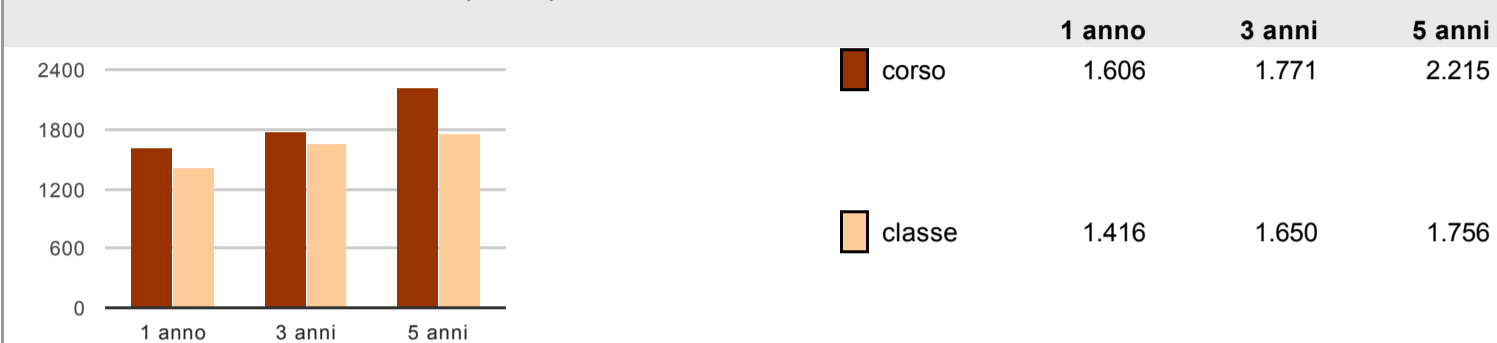 1 anno 3 anni 5 anni
2400
1800
1200
600
0
1 anno 3 anni 5 anni
corso 1.606 1.771 2.215
classe 1.416 1.650 1.756